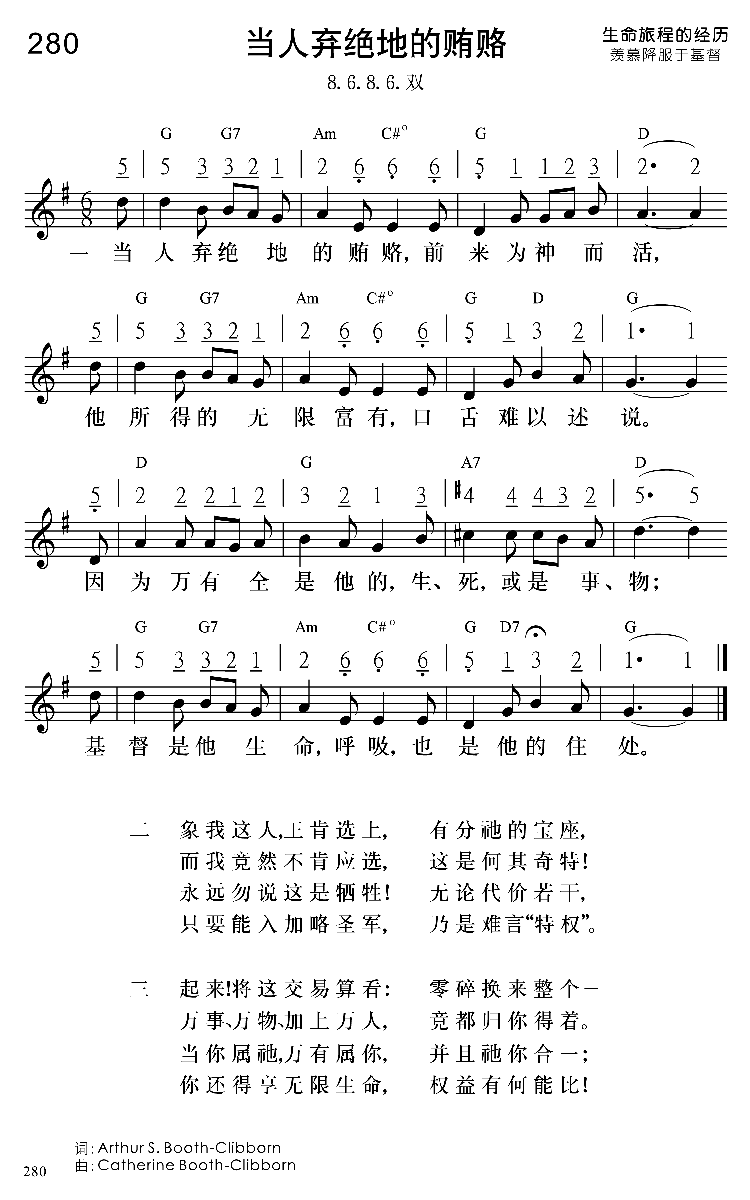 280
当人弃绝地的贿赂
生命旅程的经历
羡慕降服于基督
8.6.8.6.双
G G7 Am C#° G D
5 | 5 3 3 2 1 | 2 6 6 6 | 5 1 1 2 3 | 2· 2
一 当 人 弃绝 地 的 贿 赂, 前 来 为 神 而 活,
G G7 Am C#° G D G
5 | 5 3 3 2 1 | 2 6 6 6 | 5 1 3 2 | 1· 1
他 所 得 的 无 限 富 有, 口 舌 难 以 述 说。
D G A7 D
5 | 2 2 2 1 2 | 3 2 1 3 | #4 4 4 3 2 | 5· 5
因 为 万 有 全 是 他 的, 生、 死, 或 是 事、 物;
G G7 Am C#° G D7 G
5 | 5 3 3 2 1 | 2 6 6 6 | 5 1 3 2 | 1· 1
基 督 是 他 生 命, 呼 吸, 也 是 他 的 住 处。
二 象我这人,主肯选上, 有分祂的宝座,
而我竟然不肯应选, 这是何其奇特!
永远勿说这是牺牲! 无论代价若干,
只要能入加略圣军, 乃是难言“特权”。
三 起来!将这交易算看: 零碎换来整个-
万事、万物、加上万人, 竞都归你得着。
当你属祂,万有属你, 并且祂你合一;
你还得享无限生命, 权益有何能比!
词: Arthur S. Booth-Clibborn
曲: Catherine Booth-Clibborn
280